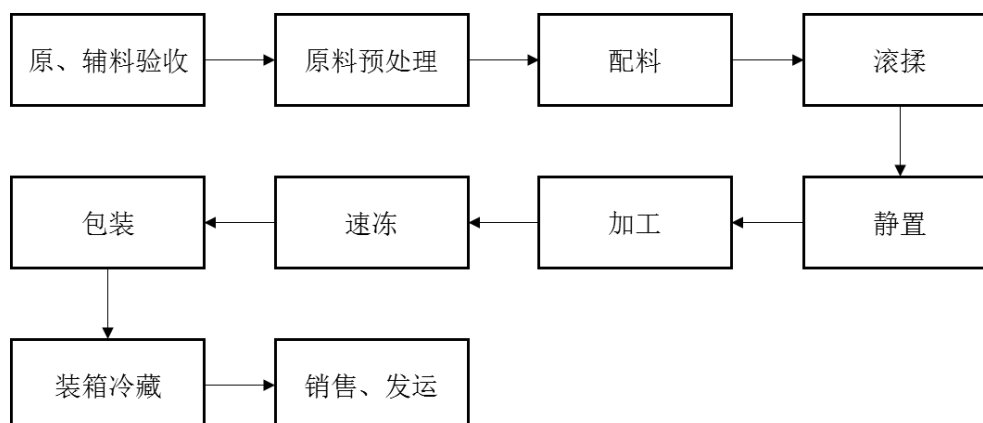 原、辅料验收
原料预处理
配料
滚揉
静置
加工
速冻
包装
装箱冷藏
销售、发运